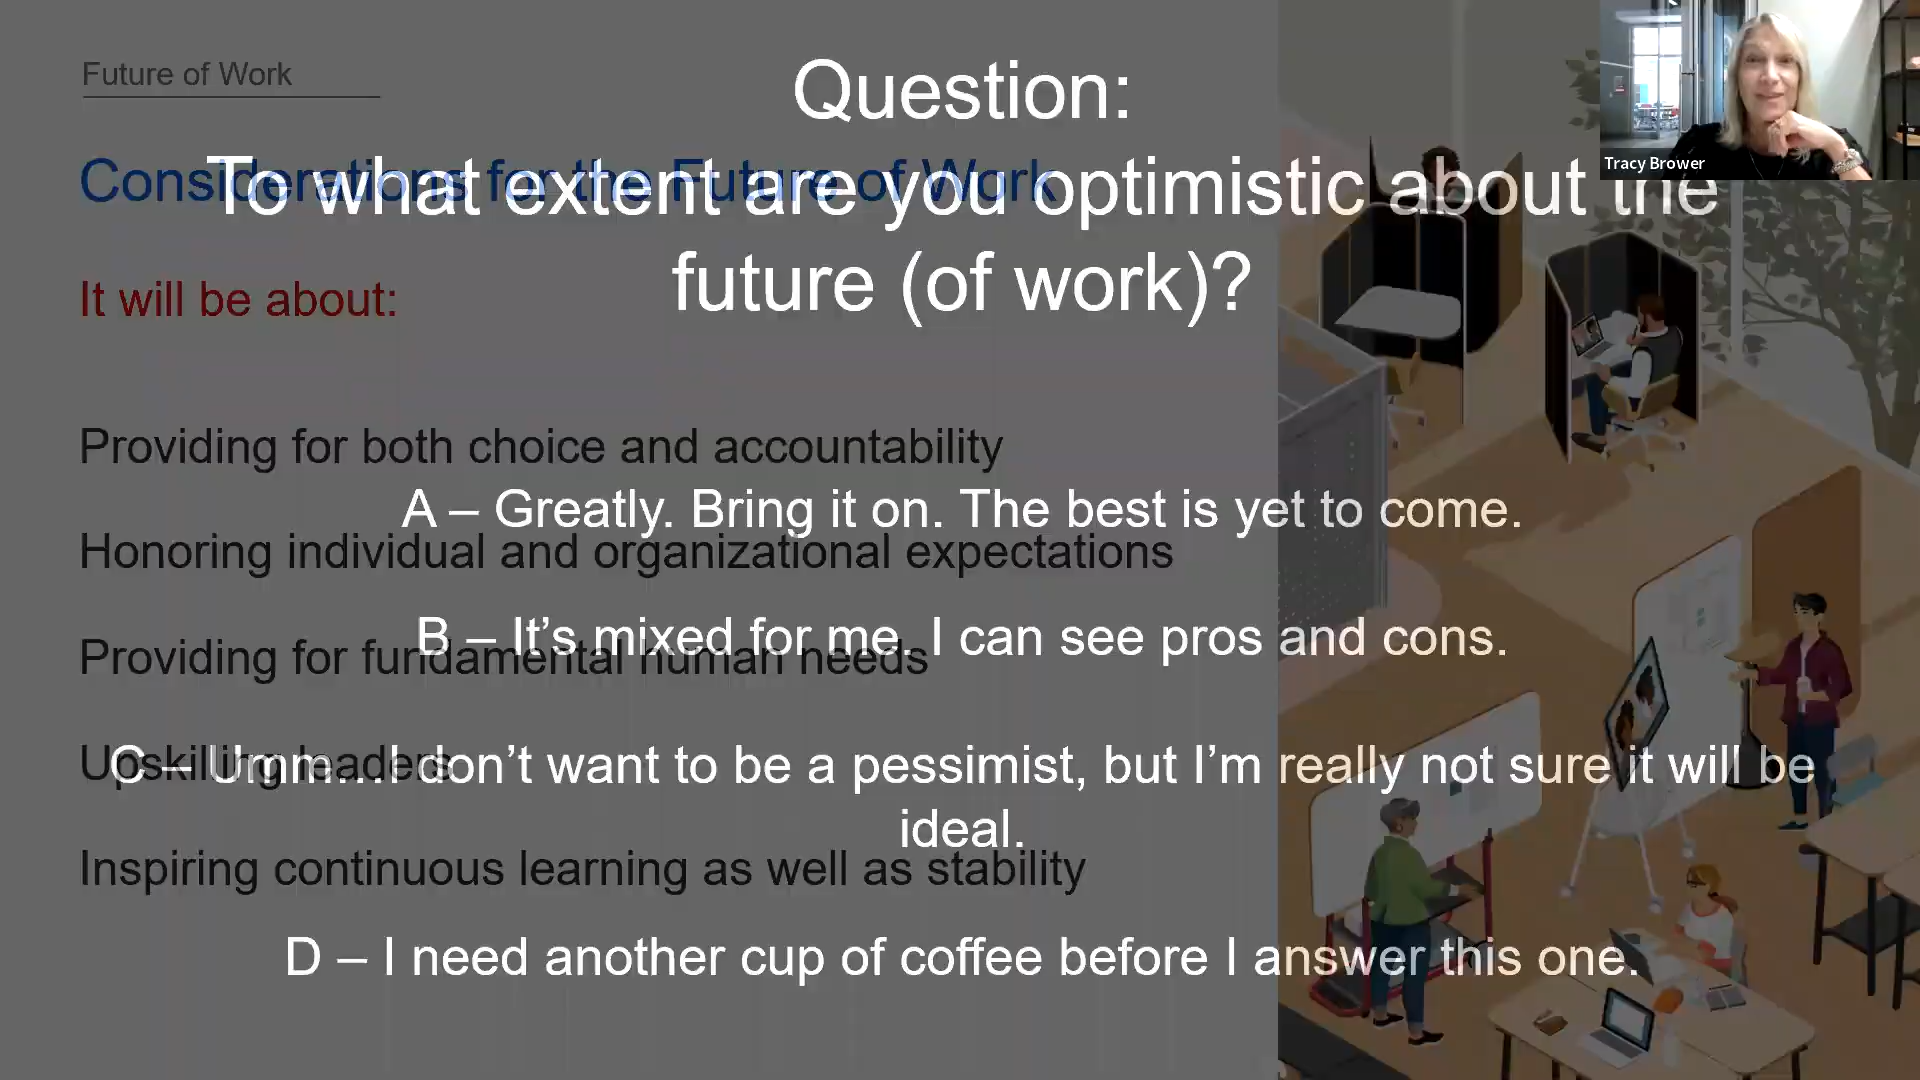 Future of Work
Considerations for the Future of Work
It will be about:
Providing for both choice and accountability
Honoring individual and organizational expectations
Providing for fundamental human needs
Upskilling leaders
Inspiring continuous learning as well as stability
Question:
To what extent are you optimistic about the
future (of work)?
A – Greatly. Bring it on. The best is yet to come.
B – It’s mixed for me. I can see pros and cons.
C – Umm…I don’t want to be a pessimist, but I’m really not sure it will be
ideal.
D – I need another cup of coffee before I answer this one.
Tracy Brower